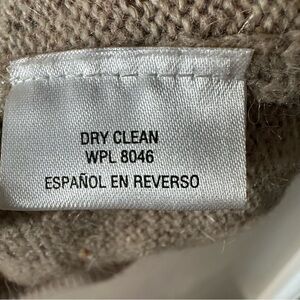 DRY CLEAN
WPL 8046
ESPAÑOL EN REVERSO